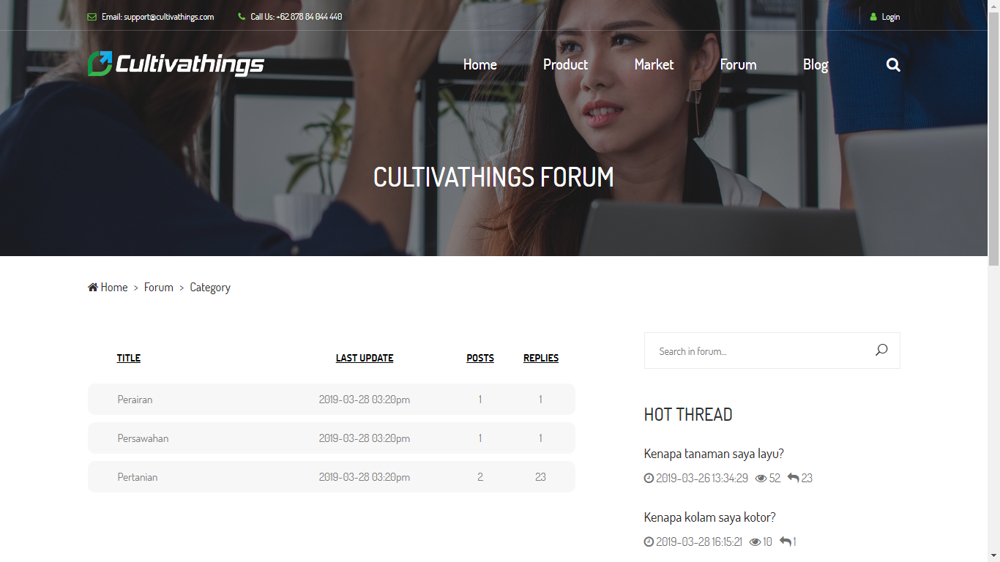 Email: support@cultivathings.com Call Us: +62 878 84 044 440 Login
Cultivathings Home Product Market Forum Blog
CULTIVATHINGS FORUM
Home > Forum > Category
TITLE LAST UPDATE POSTS REPLIES
Perairan 2019-03-28 03:20pm 1 1
Persawahan 2019-03-28 03:20pm 1 1
Pertanian 2019-03-28 03:20pm 2 23
Search in forum...
HOT THREAD
Kenapa tanaman saya layu?
2019-03-26 13:34:29 52 23
Kenapa kolam saya kotor?
2019-03-28 16:15:21 10 1